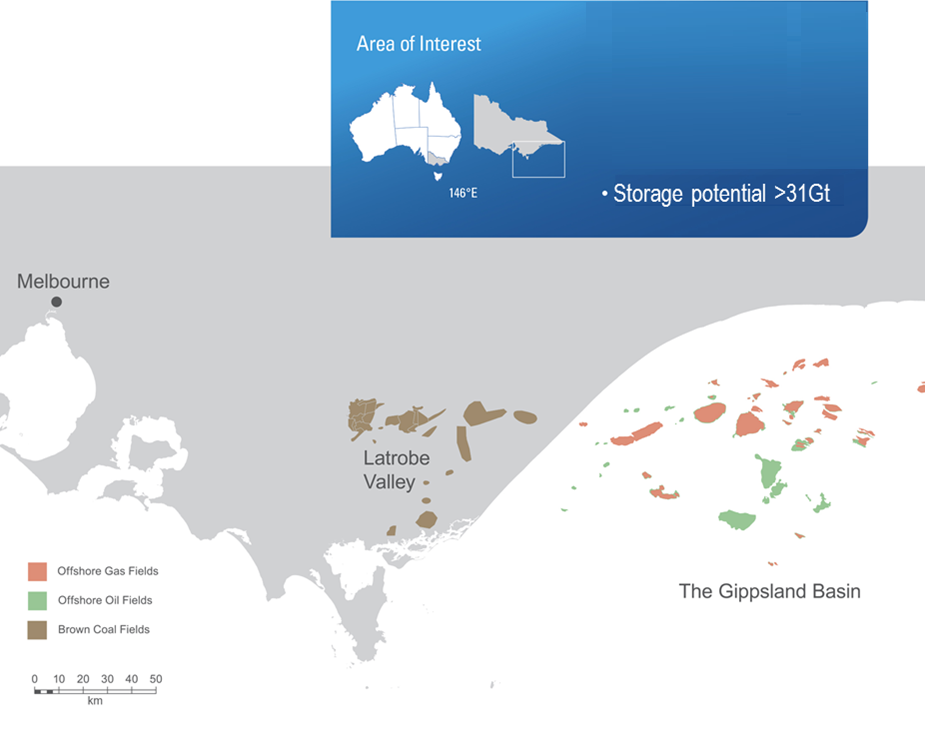 Area of Interest
146°E
• Storage potential >31Gt
Melbourne
Latrobe
Valley
Offshore Gas Fields
Offshore Oil Fields
The Gippsland Basin
Brown Coal Fields
0 10 20 30 40 50
km